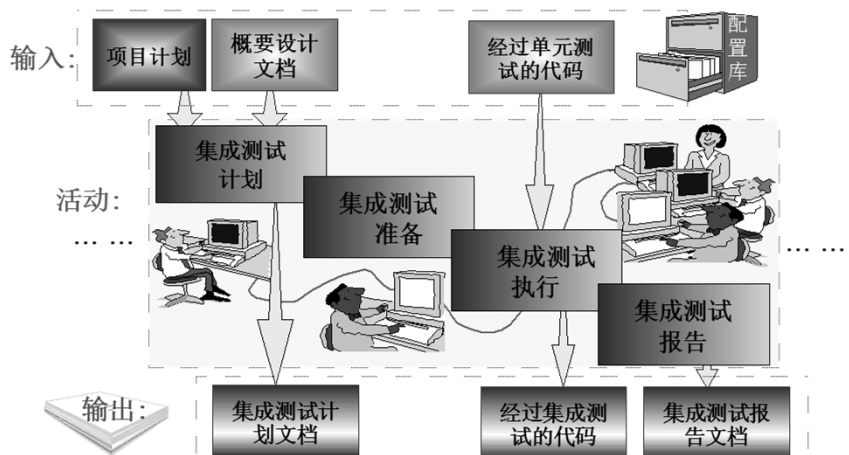 输入:
项目计划
概要设计
文档
经过单元测
试的代码
配
置
库
活动:
… …
集成测试
计划
集成测试
准备
集成测试
执行
集成测试
报告
… …
输出:
集成测试计
划文档
经过集成测
试的代码
集成测试报
告文档